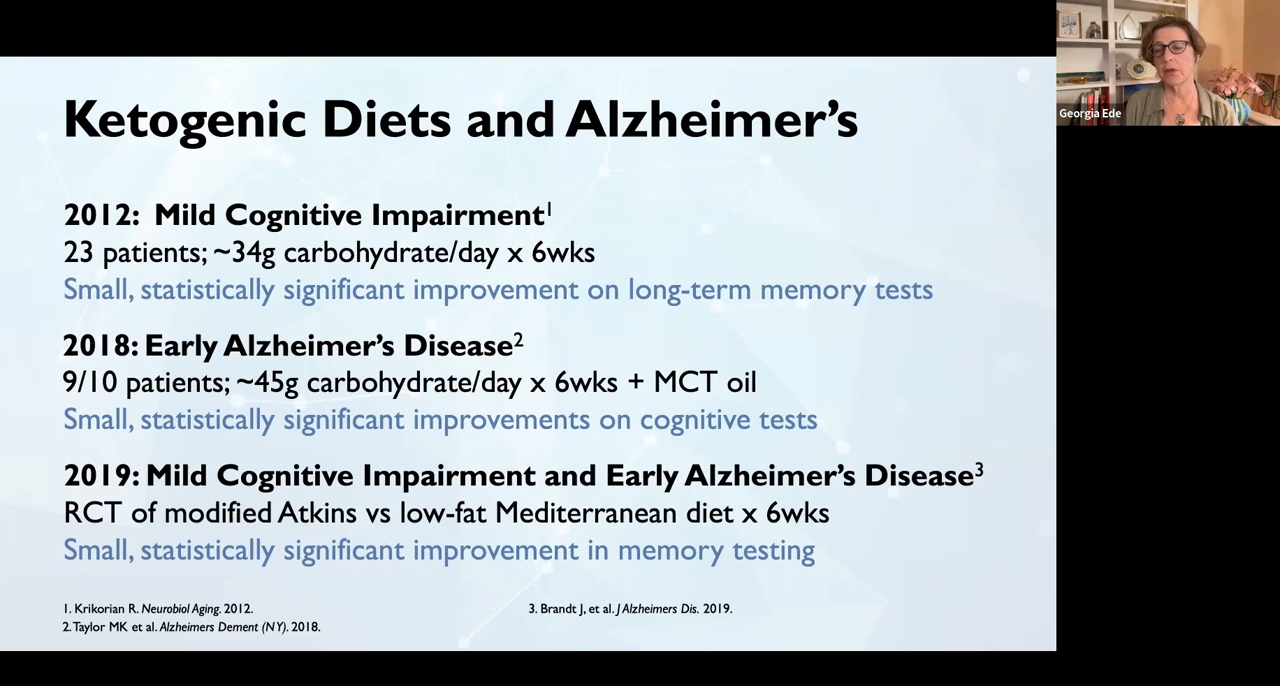 Ketogenic Diets and Alzheimer's
2012: Mild Cognitive Impairment1
23 patients; ~34g carbohydrate/day x 6wks
Small, statistically significant improvement on long-term memory tests
2018: Early Alzheimer's Disease2
9/10 patients; ~45g carbohydrate/day x 6wks + MCT oil
Small, statistically significant improvements on cognitive tests
2019: Mild Cognitive Impairment and Early Alzheimer's Disease3
RCT of modified Atkins vs low-fat Mediterranean diet x 6wks
Small, statistically significant improvement in memory testing
1. Krikorian R. Neurobiol Aging. 2012.
2. Taylor MK et al. Alzheimers Dement (N Y). 2018.
3. Brandt J, et al. J Alzheimers Dis. 2019.
Georgia Ede